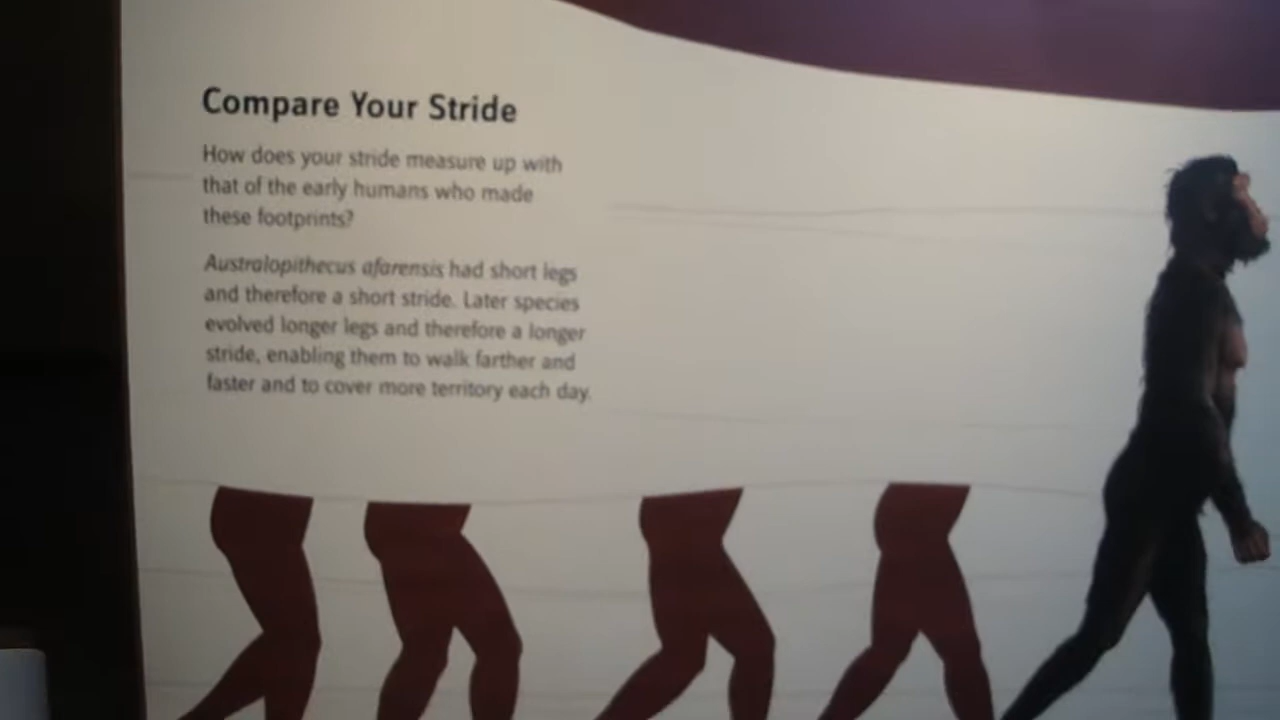 Compare Your Stride
How does your stride measure up with
that of the early humans who made
these footprints?
Australopithecus afarensis had short legs
and therefore a short stride. Later species
evolved longer legs and therefore a longer
stride, enabling them to walk farther and
faster and to cover more territory each day.